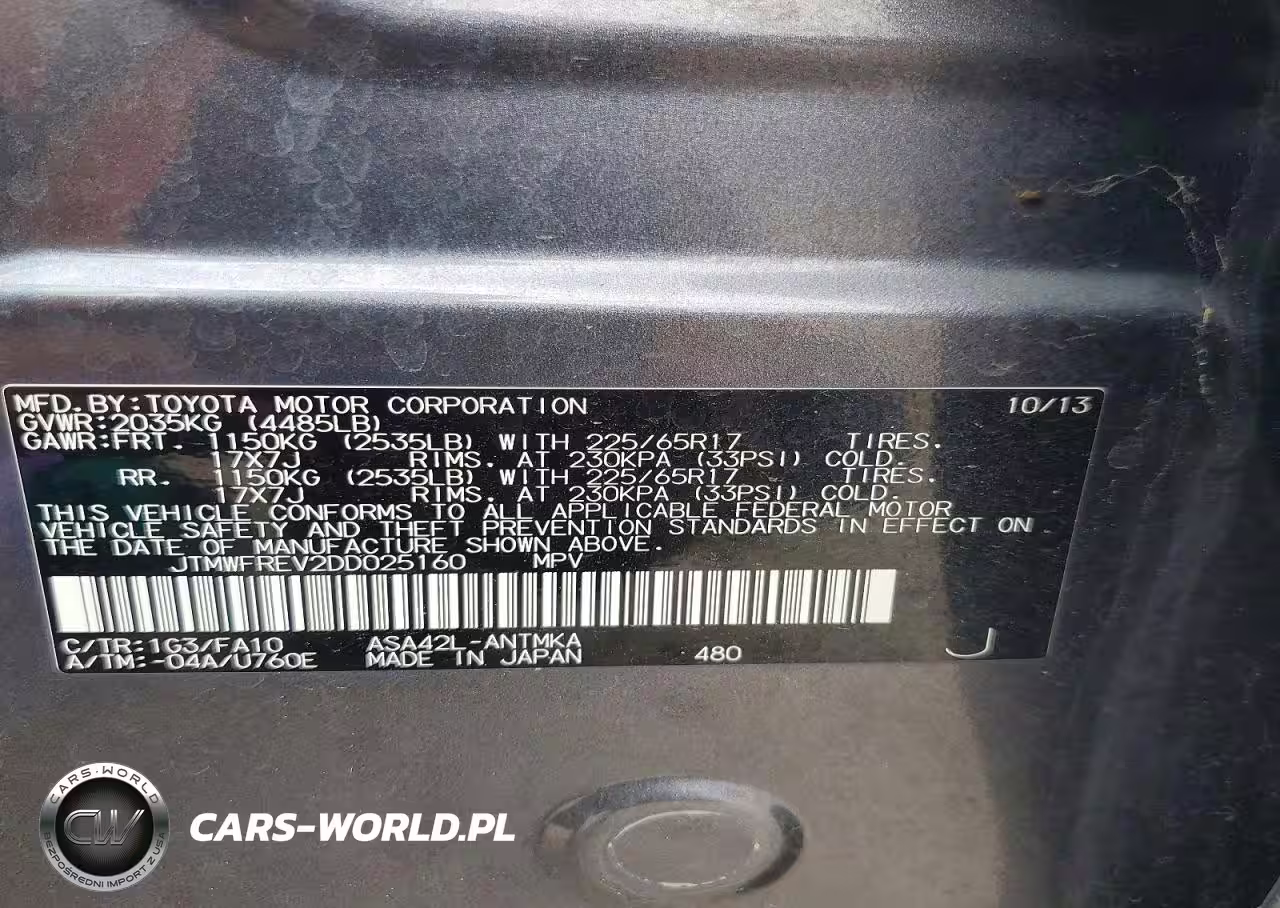 MFD. BY: TOYOTA MOTOR CORPORATION 10/13
GVWR: 2035KG (4485LB)
GAWR: FRT. 1150KG (2535LB) WITH 225/65R17 TIRES.
17X7J RIMS. AT 230KPA (33PSI) COLD.
RR. 1150KG (2535LB) WITH 225/65R17 TIRES.
17X7J RIMS. AT 230KPA (33PSI) COLD.
THIS VEHICLE CONFORMS TO ALL APPLICABLE FEDERAL MOTOR
VEHICLE SAFETY AND THEFT PREVENTION STANDARDS IN EFFECT ON
THE DATE OF MANUFACTURE SHOWN ABOVE.
JTMWFREV2DD025160 MPV
C/TR: 1G3/FA10 ASA42L-ANTMKA
A/TM: -04A/U760E MADE IN JAPAN 480 J
CARS-WORLD
CW
BEZPOŚREDNI IMPORT Z USA
CARS-WORLD.PL